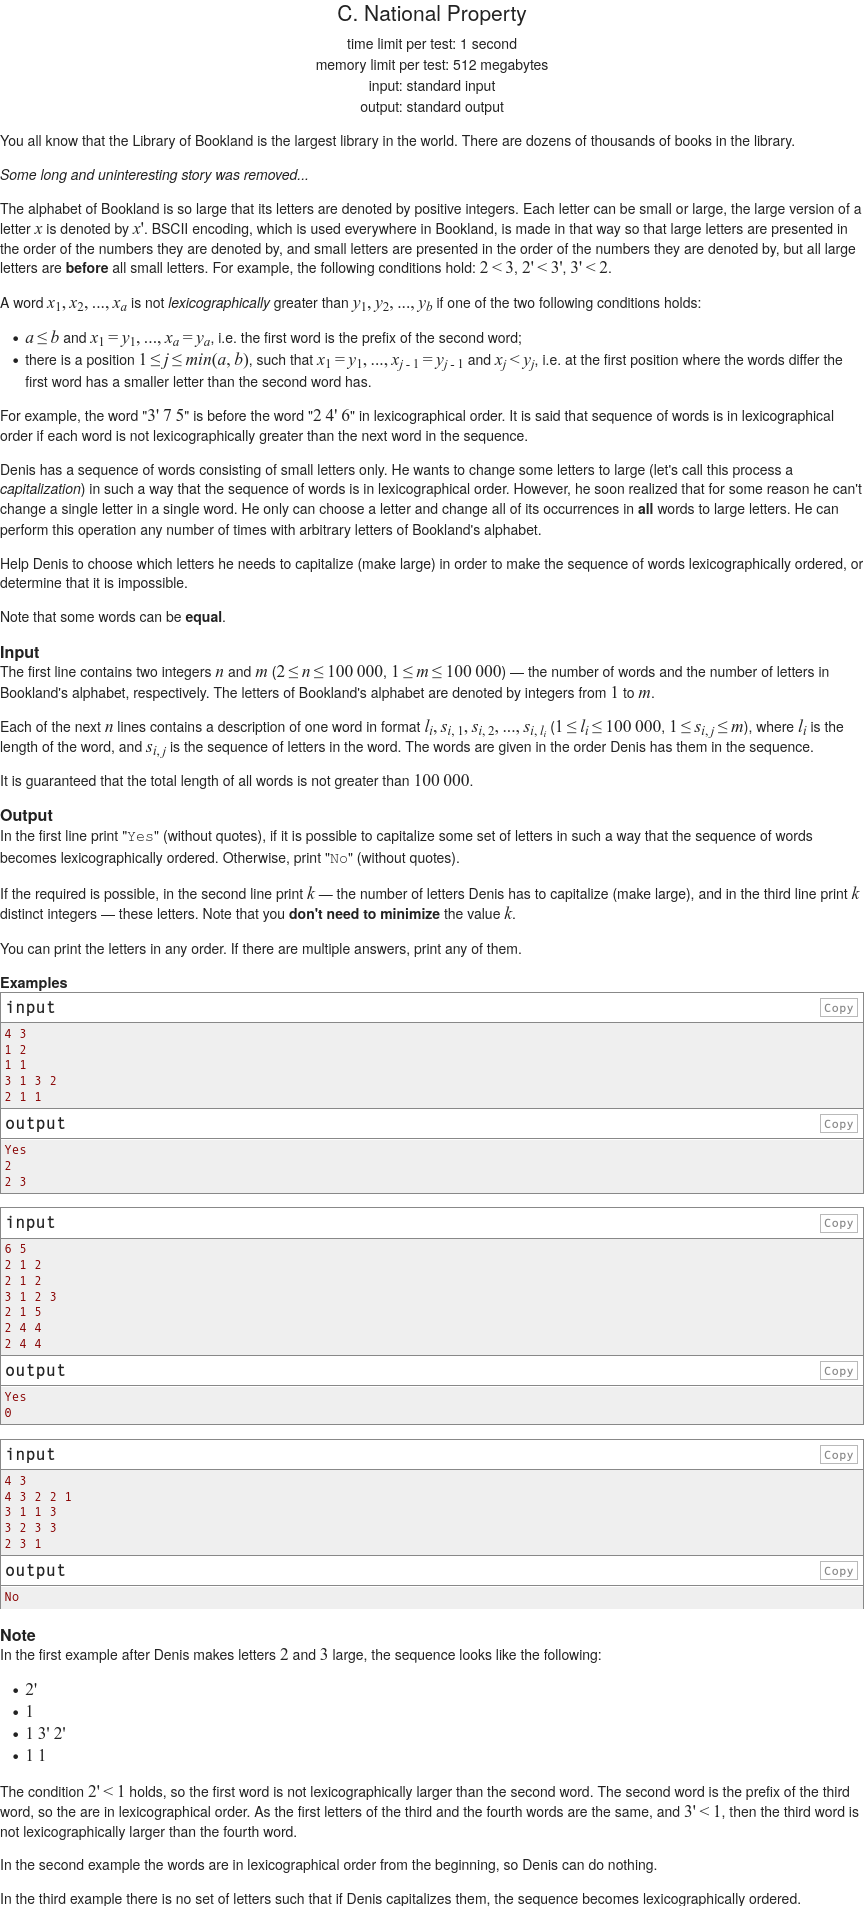 C. National Property
time limit per test: 1 second
memory limit per test: 512 megabytes
input: standard input
output: standard output
You all know that the Library of Bookland is the largest library in the world. There are dozens of thousands of books in the library.
Some long and uninteresting story was removed...
The alphabet of Bookland is so large that its letters are denoted by positive integers. Each letter can be small or large, the large version of a
letter x is denoted by x'. BSCII encoding, which is used everywhere in Bookland, is made in that way so that large letters are presented in
the order of the numbers they are denoted by, and small letters are presented in the order of the numbers they are denoted by, but all large
letters are before all small letters. For example, the following conditions hold: 2 < 3, 2' < 3', 3' < 2.
A word x1, x2, ..., xa is not lexicographically greater than y1, y2, ..., yb if one of the two following conditions holds:
• a ≤ b and x1 = y1, ..., xa = ya, i.e. the first word is the prefix of the second word;
• there is a position 1 ≤ j ≤ min(a, b), such that x1 = y1, ..., xj - 1 = yj - 1 and xj < yj, i.e. at the first position where the words differ the
first word has a smaller letter than the second word has.
For example, the word "3' 7 5" is before the word "2 4' 6" in lexicographical order. It is said that sequence of words is in lexicographical
order if each word is not lexicographically greater than the next word in the sequence.
Denis has a sequence of words consisting of small letters only. He wants to change some letters to large (let's call this process a
capitalization) in such a way that the sequence of words is in lexicographical order. However, he soon realized that for some reason he can't
change a single letter in a single word. He only can choose a letter and change all of its occurrences in all words to large letters. He can
perform this operation any number of times with arbitrary letters of Bookland's alphabet.
Help Denis to choose which letters he needs to capitalize (make large) in order to make the sequence of words lexicographically ordered, or
determine that it is impossible.
Note that some words can be equal.
Input
The first line contains two integers n and m (2 ≤ n ≤ 100 000, 1 ≤ m ≤ 100 000) — the number of words and the number of letters in
Bookland's alphabet, respectively. The letters of Bookland's alphabet are denoted by integers from 1 to m.
Each of the next n lines contains a description of one word in format li, si, 1, si, 2, ..., si, li (1 ≤ li ≤ 100 000, 1 ≤ si, j ≤ m), where li is the
length of the word, and si, j is the sequence of letters in the word. The words are given in the order Denis has them in the sequence.
It is guaranteed that the total length of all words is not greater than 100 000.
Output
In the first line print "Yes" (without quotes), if it is possible to capitalize some set of letters in such a way that the sequence of words
becomes lexicographically ordered. Otherwise, print "No" (without quotes).
If the required is possible, in the second line print k — the number of letters Denis has to capitalize (make large), and in the third line print k
distinct integers — these letters. Note that you don't need to minimize the value k.
You can print the letters in any order. If there are multiple answers, print any of them.
Examples
input Copy
4 3
1 2
1 1
3 1 3 2
2 1 1
output Copy
Yes
2
2 3
input Copy
6 5
2 1 2
2 1 2
3 1 2 3
2 1 5
2 4 4
2 4 4
output Copy
Yes
0
input Copy
4 3
4 3 2 2 1
3 1 1 3
3 2 3 3
2 3 1
output Copy
No
Note
In the first example after Denis makes letters 2 and 3 large, the sequence looks like the following:
• 2'
• 1
• 1 3' 2'
• 1 1
The condition 2' < 1 holds, so the first word is not lexicographically larger than the second word. The second word is the prefix of the third
word, so the are in lexicographical order. As the first letters of the third and the fourth words are the same, and 3' < 1, then the third word is
not lexicographically larger than the fourth word.
In the second example the words are in lexicographical order from the beginning, so Denis can do nothing.
In the third example there is no set of letters such that if Denis capitalizes them, the sequence becomes lexicographically ordered.